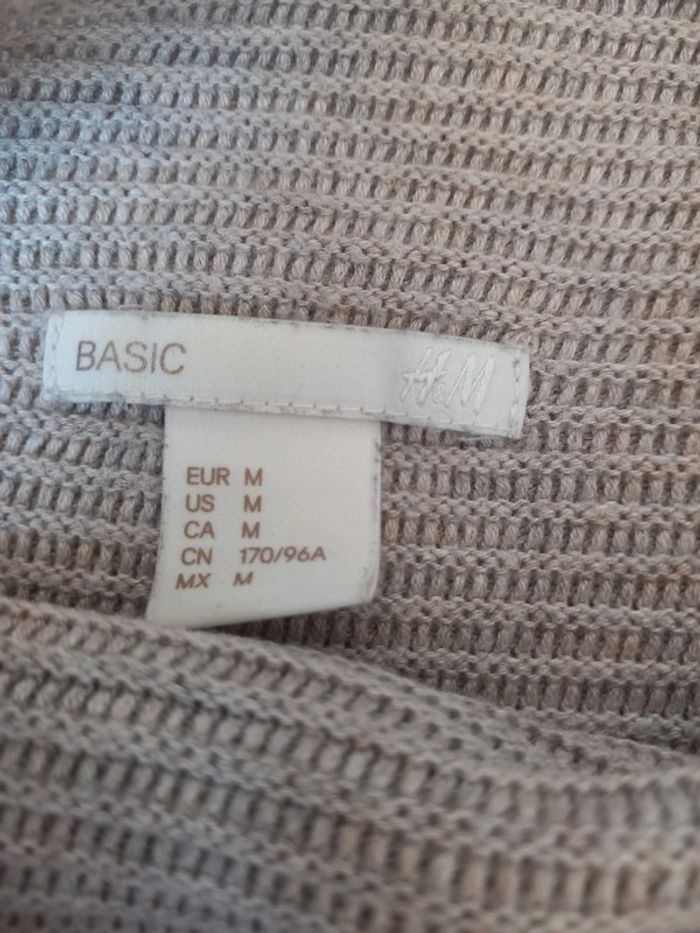 BASIC H&M
EUR M
US M
CA M
CN 170/96A
MX M